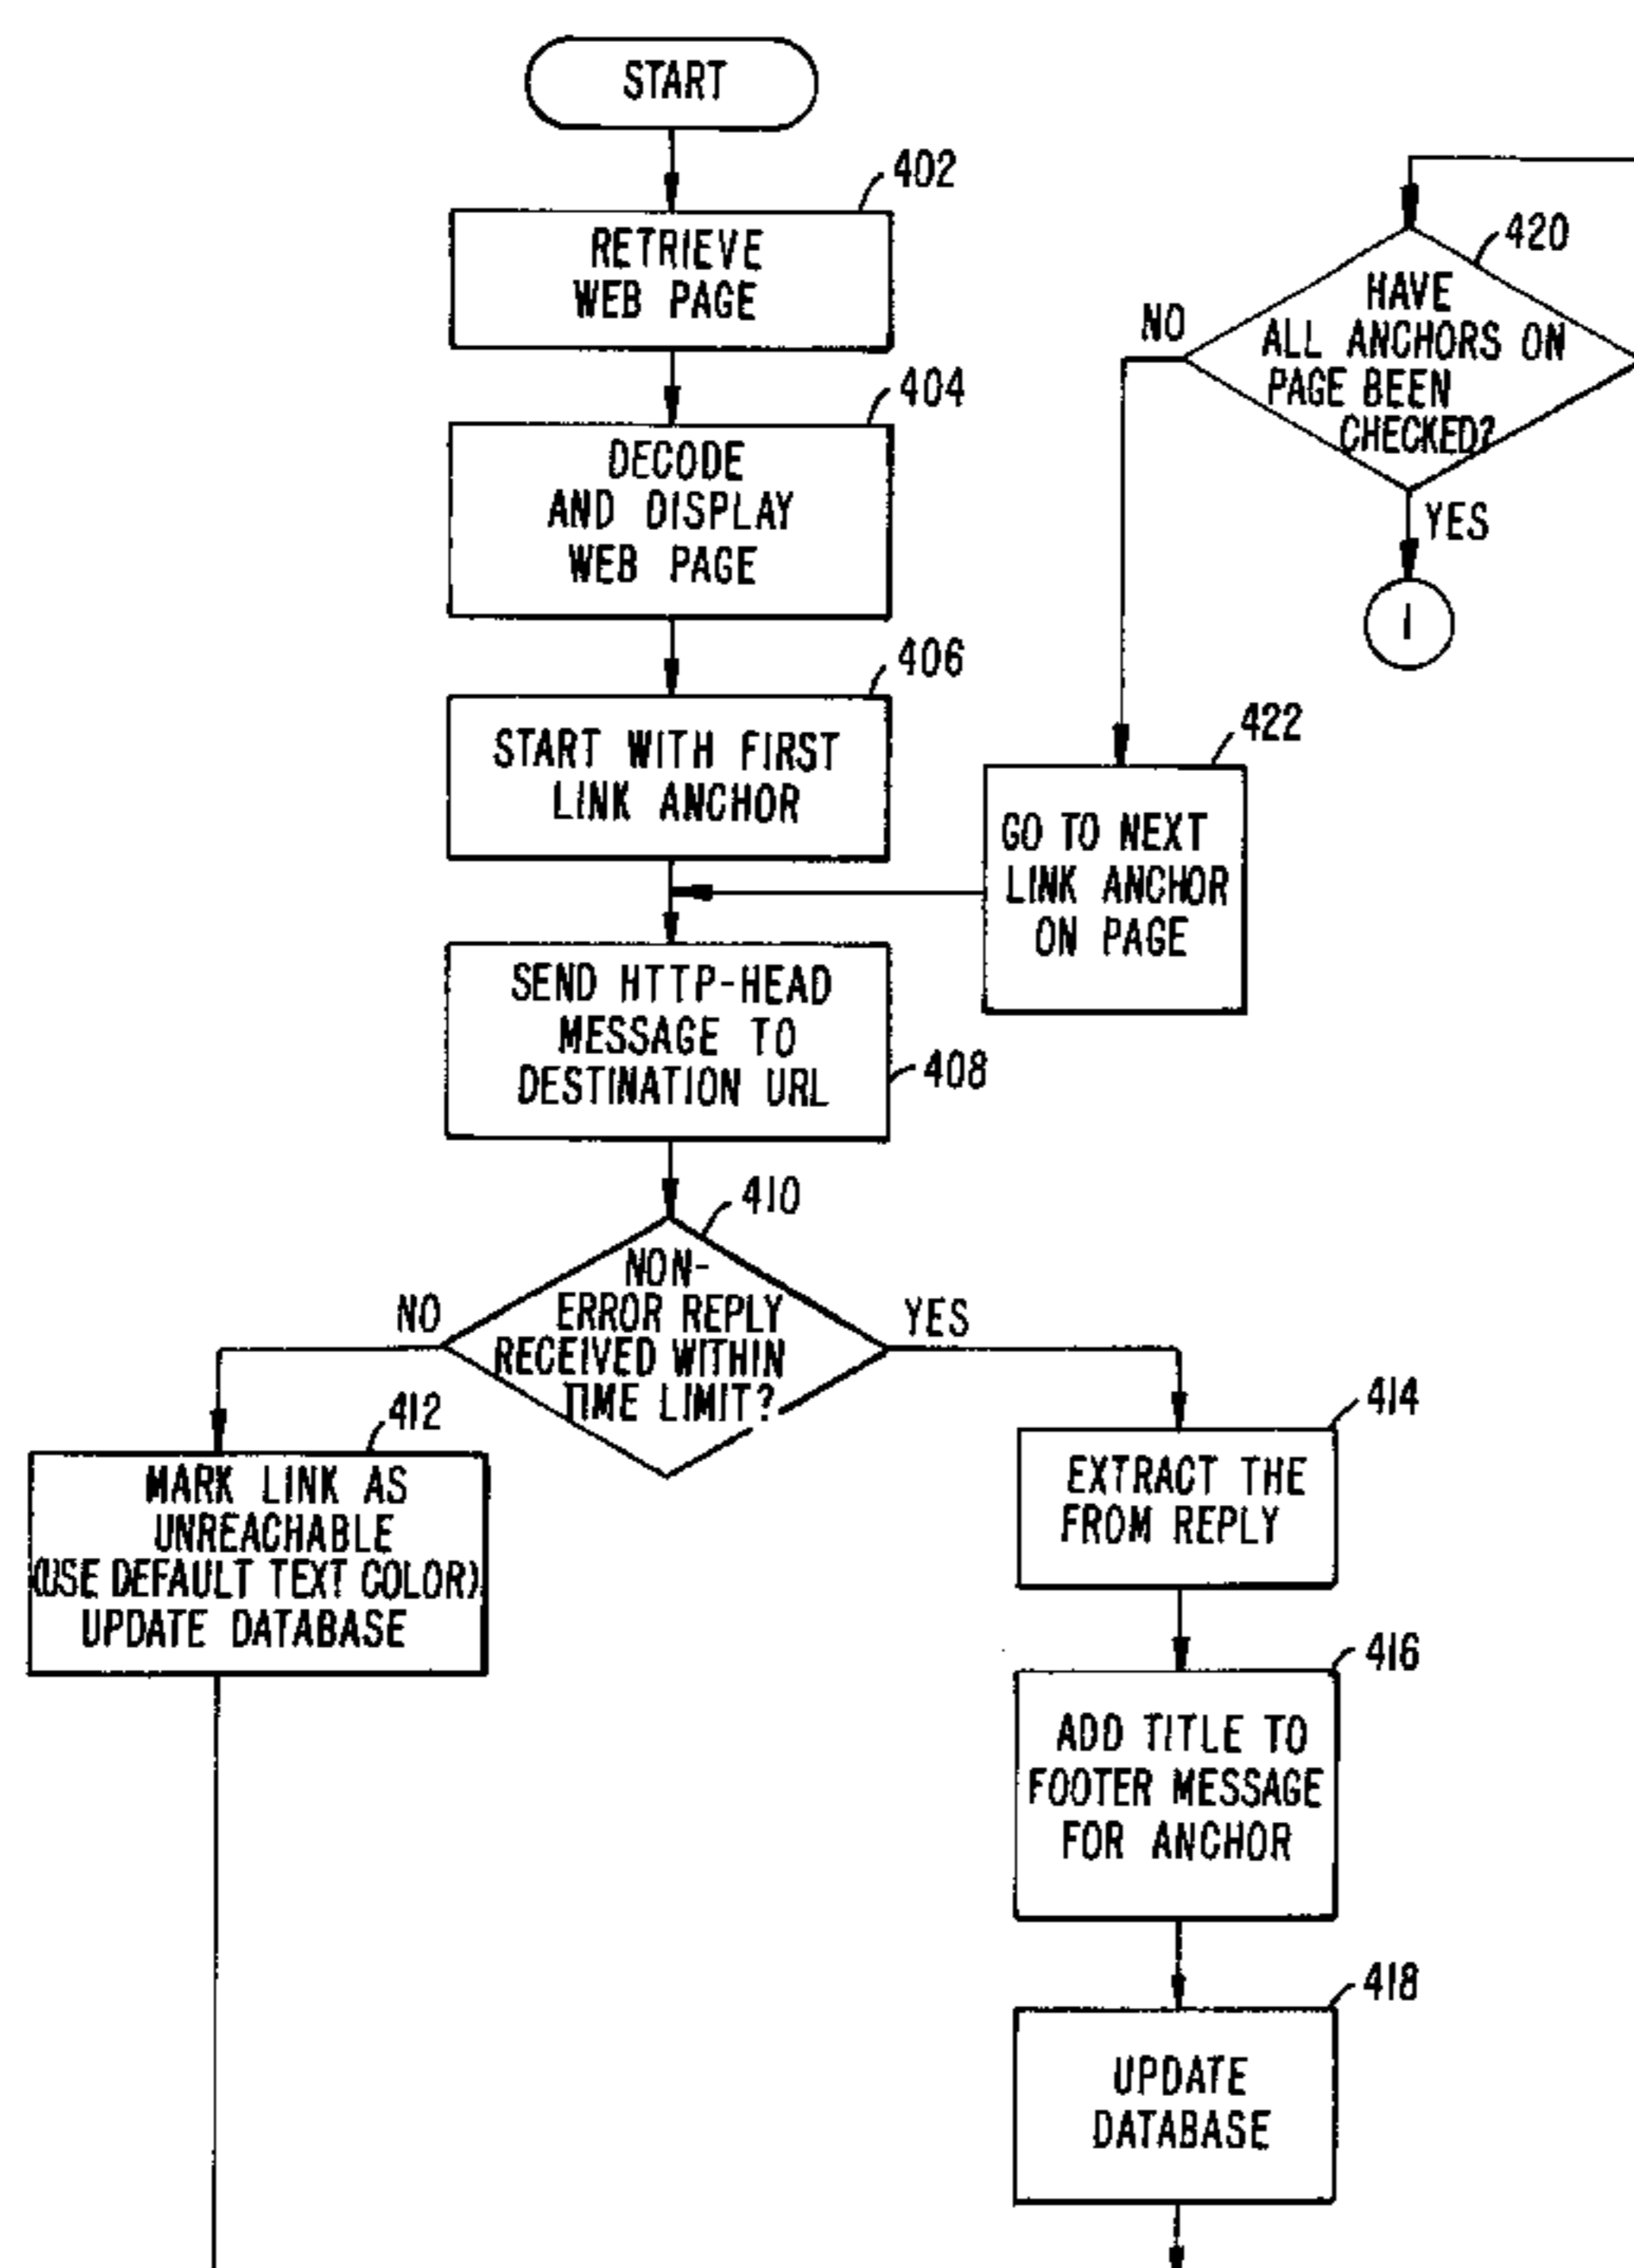 START
402
RETRIEVE
WEB PAGE
404
DECODE
AND DISPLAY
WEB PAGE
406
START WITH FIRST
LINK ANCHOR
408
SEND HTTP-HEAD
MESSAGE TO
DESTINATION URL
410
NON-
ERROR REPLY
RECEIVED WITHIN
TIME LIMIT?
NO
YES
412
MARK LINK AS
UNREACHABLE
(USE DEFAULT TEXT COLOR)
UPDATE DATABASE
414
EXTRACT THE
FROM REPLY
416
ADD TITLE TO
FOOTER MESSAGE
FOR ANCHOR
418
UPDATE
DATABASE
420
HAVE
ALL ANCHORS ON
PAGE BEEN
CHECKED?
NO
YES
1
422
GO TO NEXT
LINK ANCHOR
ON PAGE